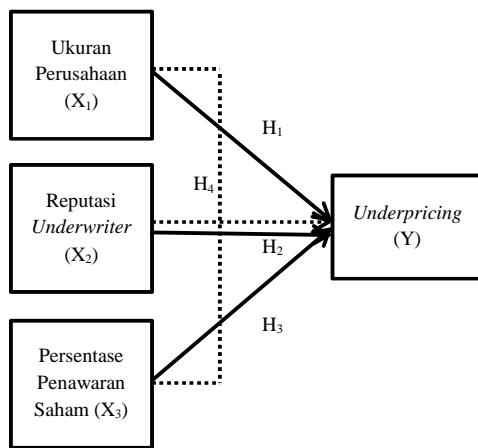 Ukuran
Perusahaan
(X₁)
H₁
H₄
Reputasi
Underwriter
(X₂)
H₂
Underpricing
(Y)
H₃
Persentase
Penawaran
Saham (X₃)